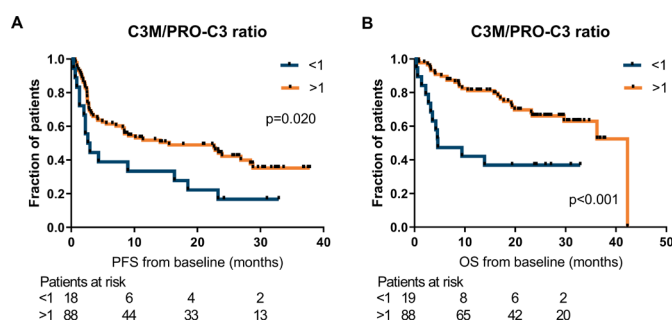 A
C3M/PRO-C3 ratio
<1
>1
p=0.020
Fraction of patients
1.0
0.8
0.6
0.4
0.2
0.0
0 10 20 30 40
PFS from baseline (months)
Patients at risk
<1 18 6 4 2
>1 88 44 33 13
B
C3M/PRO-C3 ratio
<1
>1
p<0.001
Fraction of patients
1.0
0.8
0.6
0.4
0.2
0.0
0 10 20 30 40 50
OS from baseline (months)
Patients at risk
<1 19 8 6 2
>1 88 65 42 20